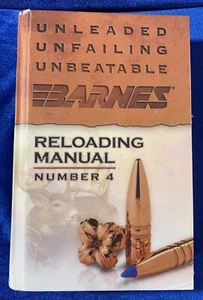 UNLEADED
UNFAILING
UNBEATABLE
BARNES
RELOADING
MANUAL
NUMBER 4